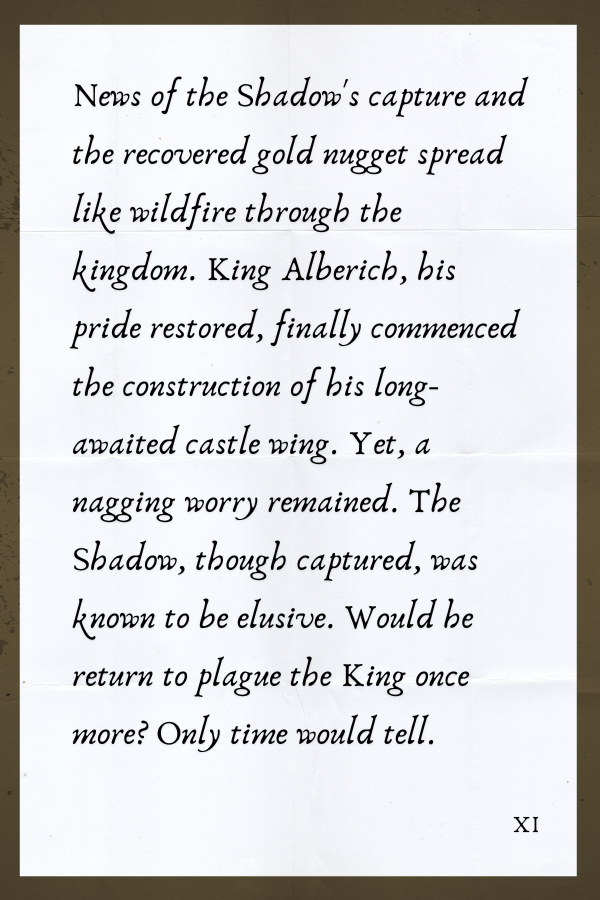 News of the Shadow's capture and
the recovered gold nugget spread
like wildfire through the
kingdom. King Alberich, his
pride restored, finally commenced
the construction of his long-
awaited castle wing. Yet, a
nagging worry remained. The
Shadow, though captured, was
known to be elusive. Would he
return to plague the King once
more? Only time would tell.
XI